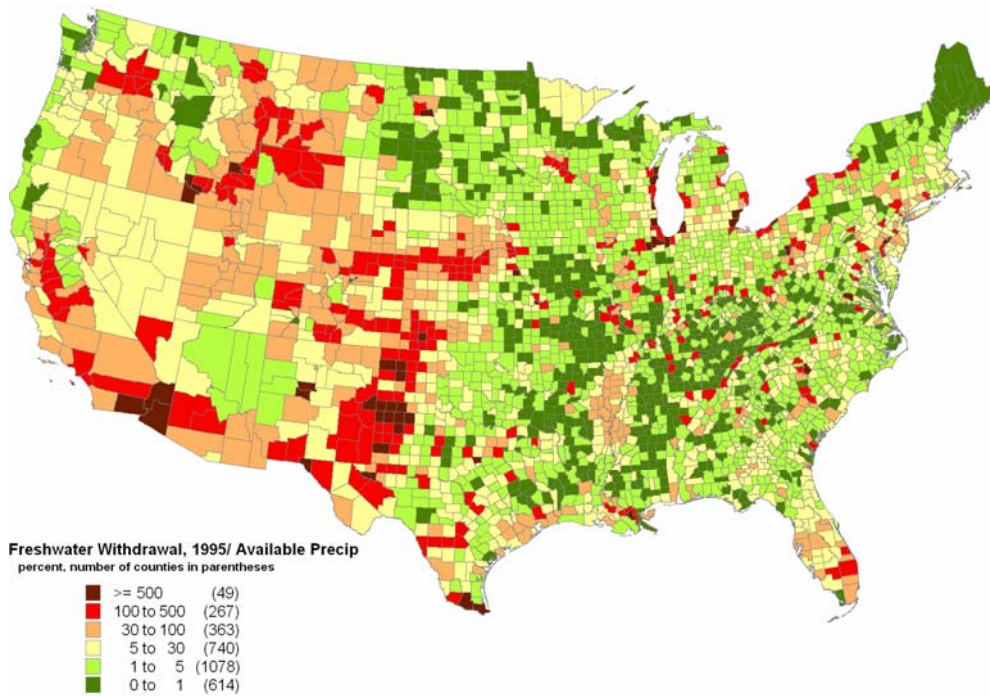 Freshwater Withdrawal, 1995/ Available Precip
percent, number of counties in parentheses
>= 500 (49)
100 to 500 (267)
30 to 100 (363)
5 to 30 (740)
1 to 5 (1078)
0 to 1 (614)